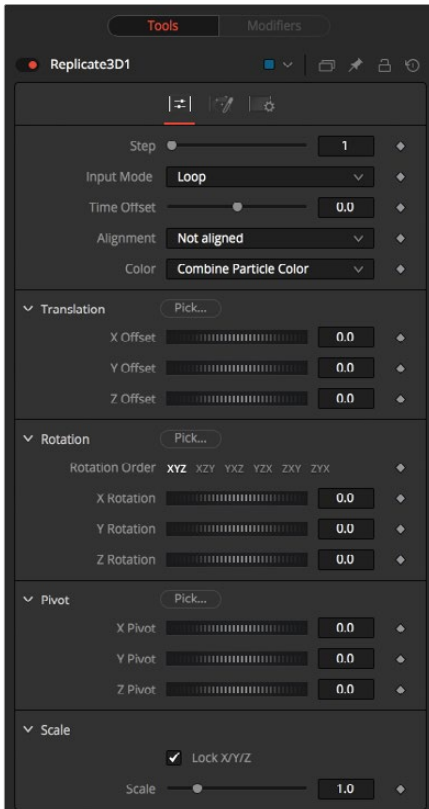 Tools Modifiers
Replicate3D1
Step 1
Input Mode Loop
Time Offset 0.0
Alignment Not aligned
Color Combine Particle Color
Translation Pick...
X Offset 0.0
Y Offset 0.0
Z Offset 0.0
Rotation Pick...
Rotation Order XYZ XZY YXZ YZX ZXY ZYX
X Rotation 0.0
Y Rotation 0.0
Z Rotation 0.0
Pivot Pick...
X Pivot 0.0
Y Pivot 0.0
Z Pivot 0.0
Scale
Lock X/Y/Z
Scale 1.0